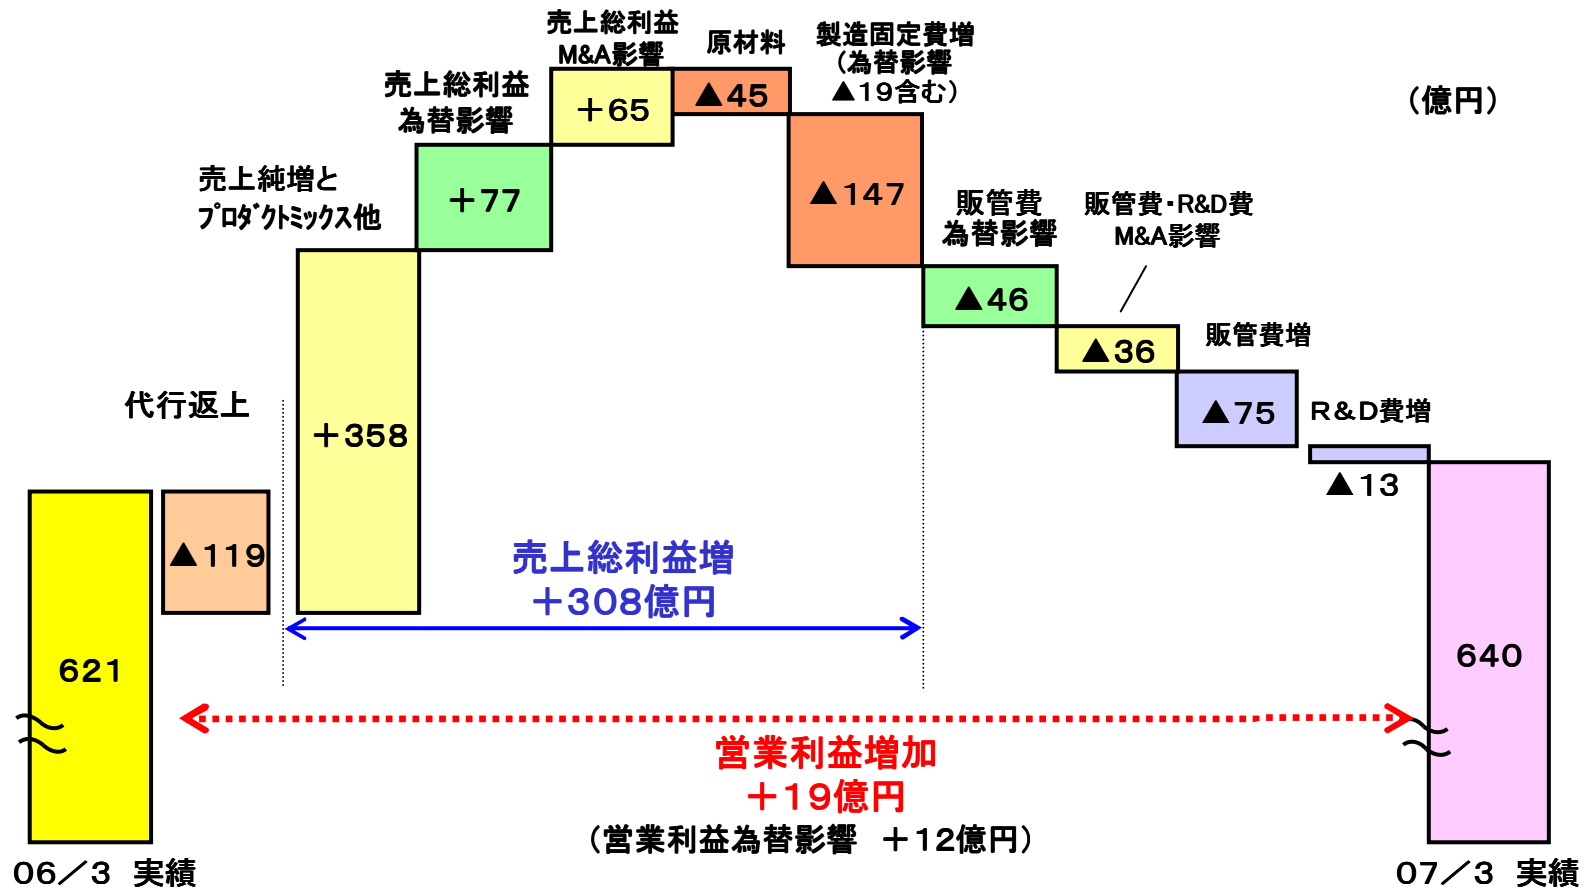 売上総利益
M&A影響
原材料
製造固定費増
（為替影響
▲19含む）
（億円）
売上総利益
為替影響
＋65
▲45
売上純増と
ﾌﾟﾛﾀﾞｸﾄﾐｯｸｽ他
＋77
▲147
販管費
為替影響
販管費・R&D費
M&A影響
▲46
▲36
販管費増
代行返上
＋358
▲75
Ｒ＆Ｄ費増
▲13
▲119
売上総利益増
＋308億円
621
640
営業利益増加
＋19億円
（営業利益為替影響　＋12億円）
０６／３　実績
０７／３　実績